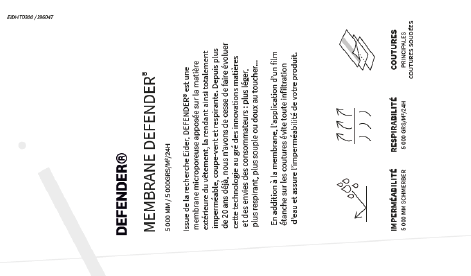 EIDHTD300 / 396047
DEFENDER®
MEMBRANE DEFENDER®
5 000 MM / 5 000GRS/M²/24H
Issue de la recherche Eider, DEFENDER® est une
membrane microporeuse apposée sur la matière
extérieure du vêtement, la rendant ainsi totalement
imperméable, coupe-vent et respirante. Depuis plus
de 20 ans déjà, nous n'avons de cesse de faire évoluer
cette technologie au gré des innovations matières
et des envies des consommateurs : plus léger,
plus respirant, plus souple ou doux au toucher...
En addition à la membrane, l'application d'un film
étanche sur les coutures évite toute infiltration
d'eau et assure l'imperméabilité de votre produit.
IMPERMÉABILITÉ
5 000 MM SCHMERBER
RESPIRABILITÉ
5 000 GRS/M²/24H
COUTURES
PRINCIPALES
COUTURES SOUDÉES